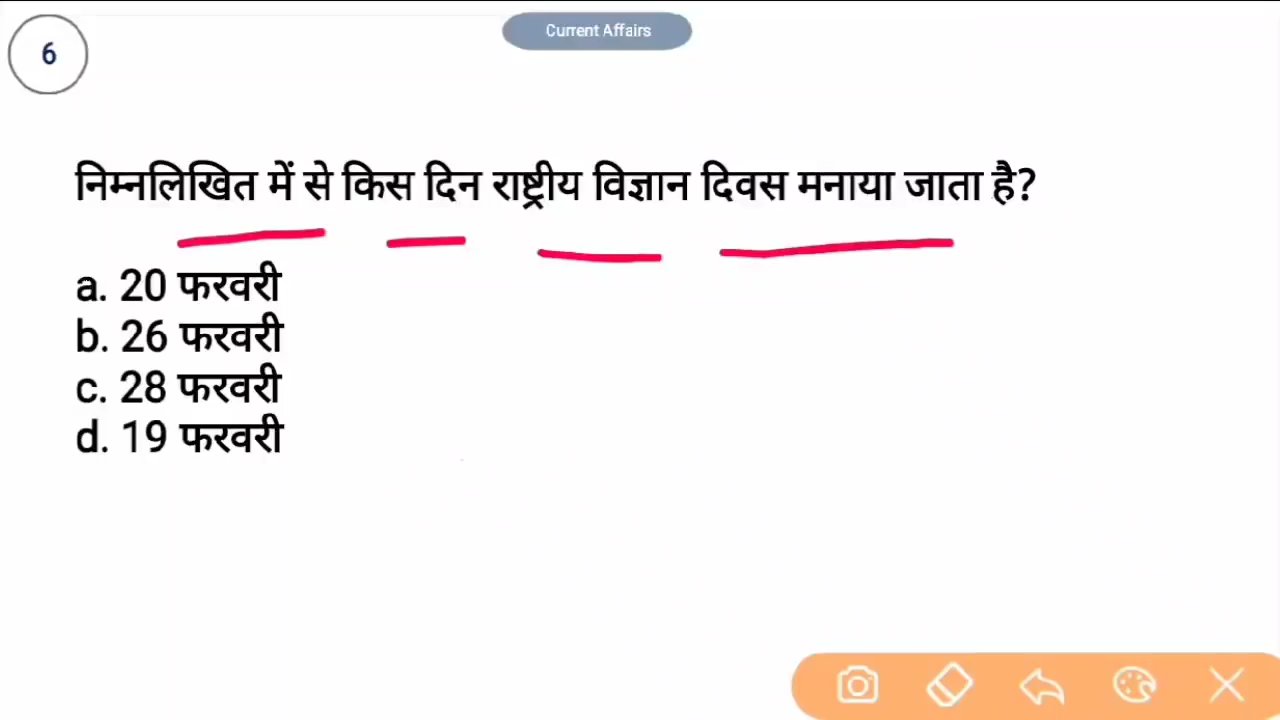 Current Affairs
6
निम्नलिखित में से किस दिन राष्ट्रीय विज्ञान दिवस मनाया जाता है?
a. 20 फरवरी
b. 26 फरवरी
c. 28 फरवरी
d. 19 फरवरी